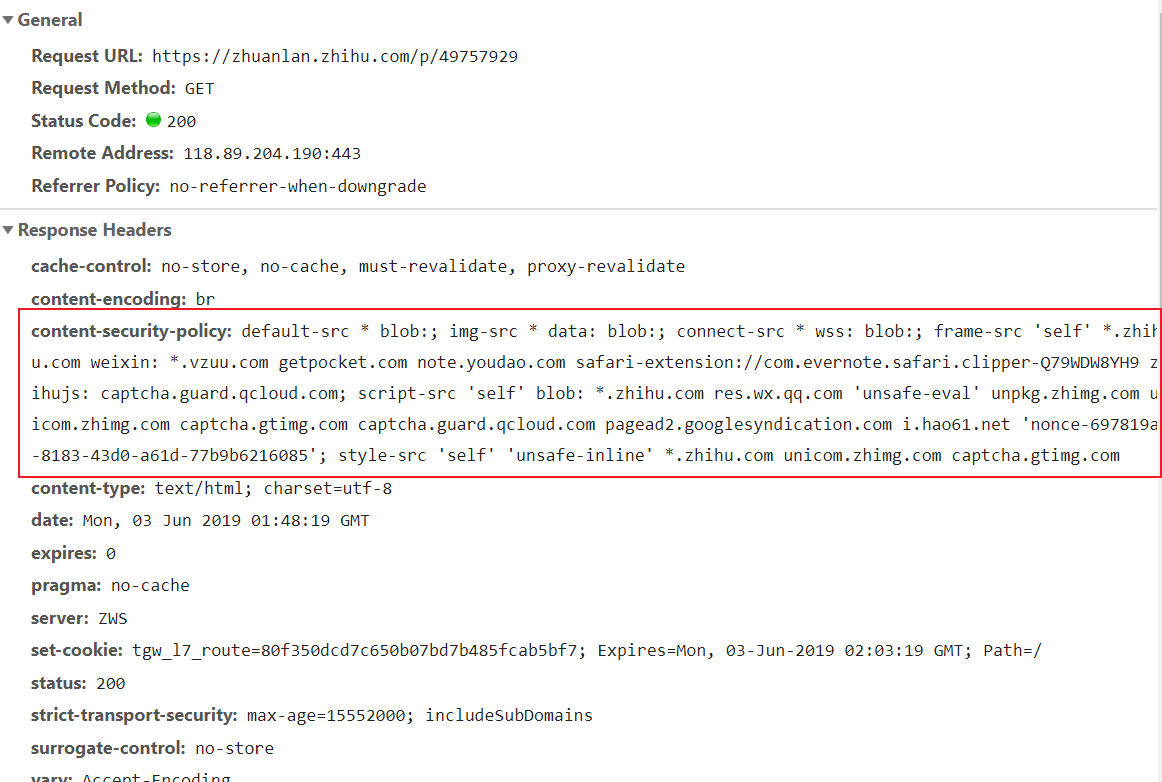 General
Request URL: https://zhuanlan.zhihu.com/p/49757929
Request Method: GET
Status Code: 200
Remote Address: 118.89.204.190:443
Referrer Policy: no-referrer-when-downgrade
Response Headers
cache-control: no-store, no-cache, must-revalidate, proxy-revalidate
content-encoding: br
content-security-policy: default-src * blob:; img-src * data: blob:; connect-src * wss: blob:; frame-src 'self' *.zhih
u.com weixin: *.vzuu.com getpocket.com note.youdao.com safari-extension://com.evernote.safari.clipper-Q79WDW8YH9 z
ihujs: captcha.guard.qcloud.com; script-src 'self' blob: *.zhihu.com res.wx.qq.com 'unsafe-eval' unpkg.zhimg.com u
icom.zhimg.com captcha.gtimg.com captcha.guard.qcloud.com pagead2.googlesyndication.com i.hao61.net 'nonce-697819a
-8183-43d0-a61d-77b9b6216085'; style-src 'self' 'unsafe-inline' *.zhihu.com unicom.zhimg.com captcha.gtimg.com
content-type: text/html; charset=utf-8
date: Mon, 03 Jun 2019 01:48:19 GMT
expires: 0
pragma: no-cache
server: ZWS
set-cookie: tgw_l7_route=80f350dcd7c650b07bd7b485fcab5bf7; Expires=Mon, 03-Jun-2019 02:03:19 GMT; Path=/
status: 200
strict-transport-security: max-age=15552000; includeSubDomains
surrogate-control: no-store
vary: Accept-Encoding